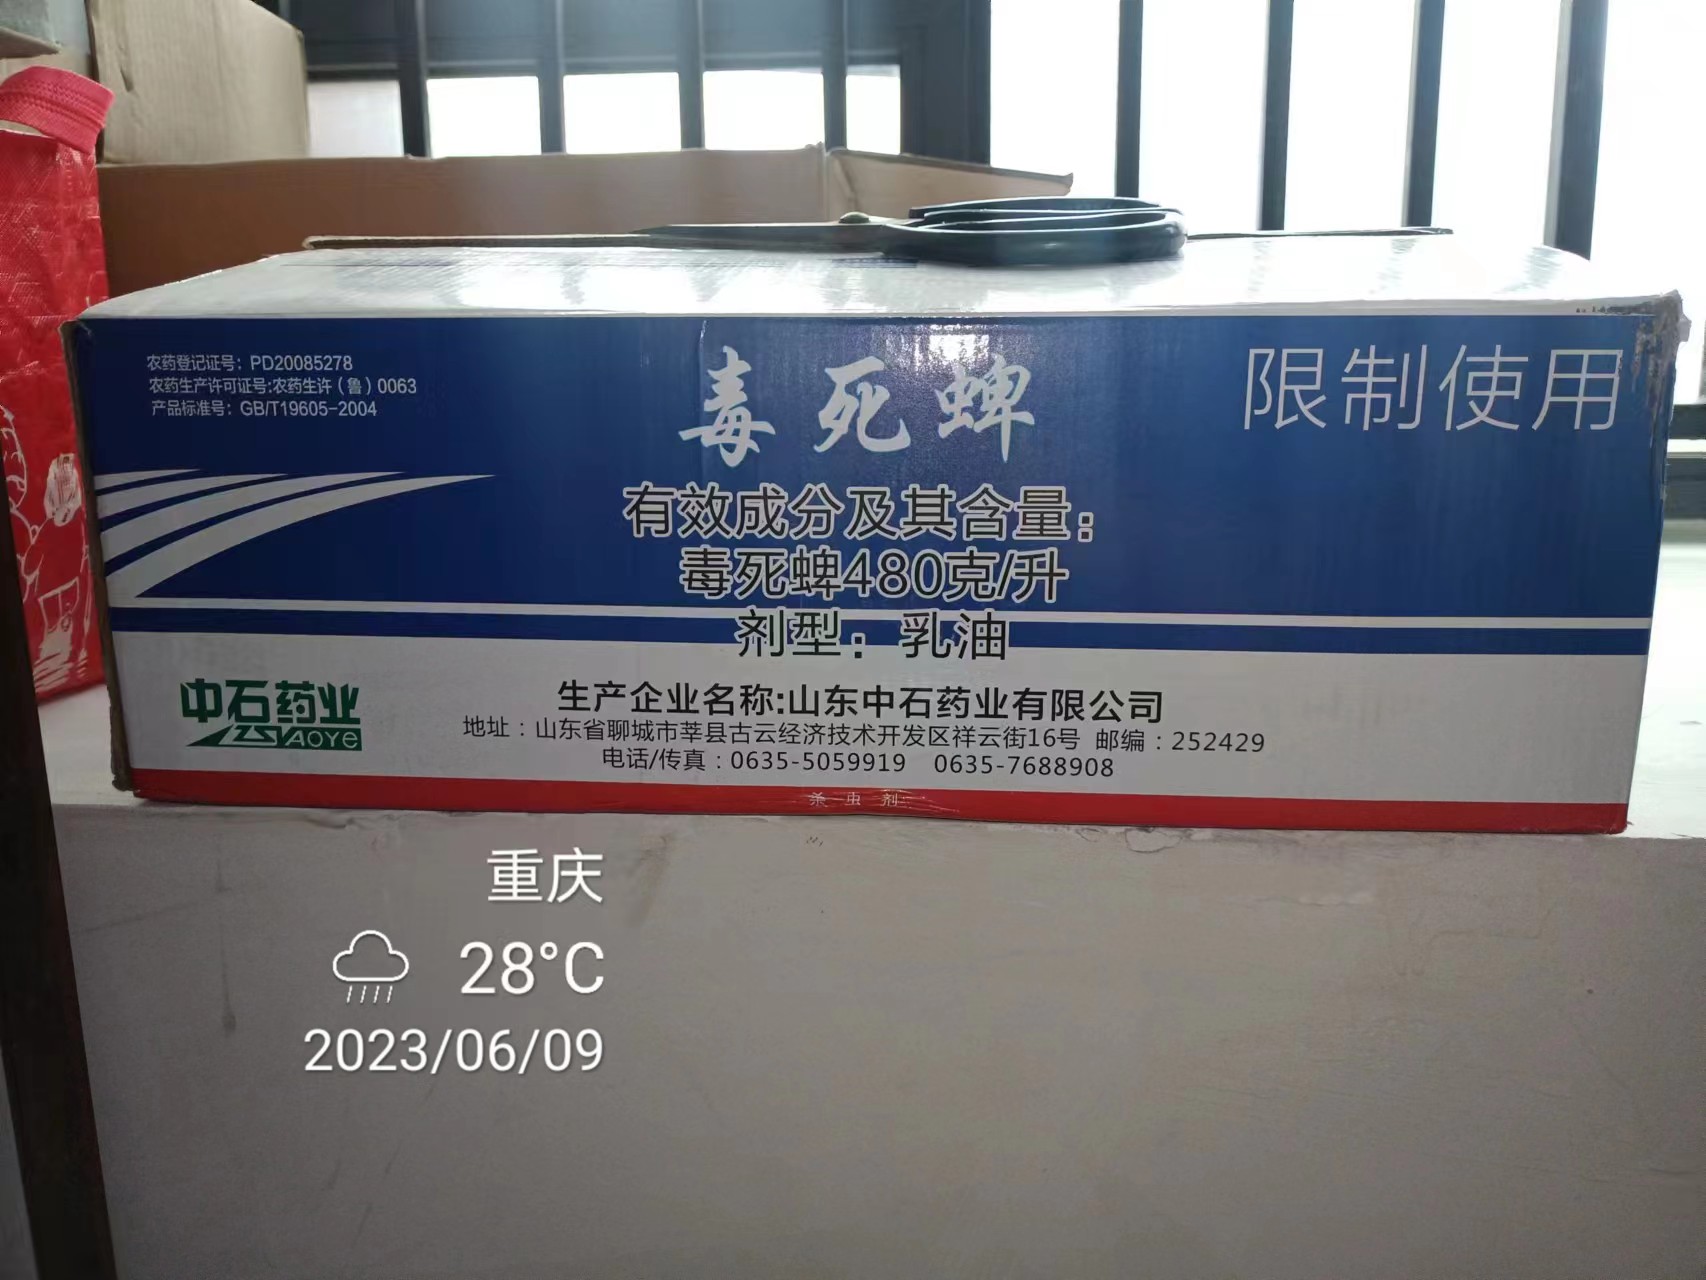 农药登记证号：PD20085278
农药生产许可证号:农药生许（鲁）0063
产品标准号：GB/T19605-2004
毒死蜱
限制使用
有效成分及其含量：
毒死蜱480克/升
剂型：乳油
中石药业
YAOYE
生产企业名称:山东中石药业有限公司
地址：山东省聊城市莘县古云经济技术开发区祥云街16号 邮编：252429
电话/传真：0635-5059919 0635-7688908
杀虫剂
重庆
28°C
2023/06/09